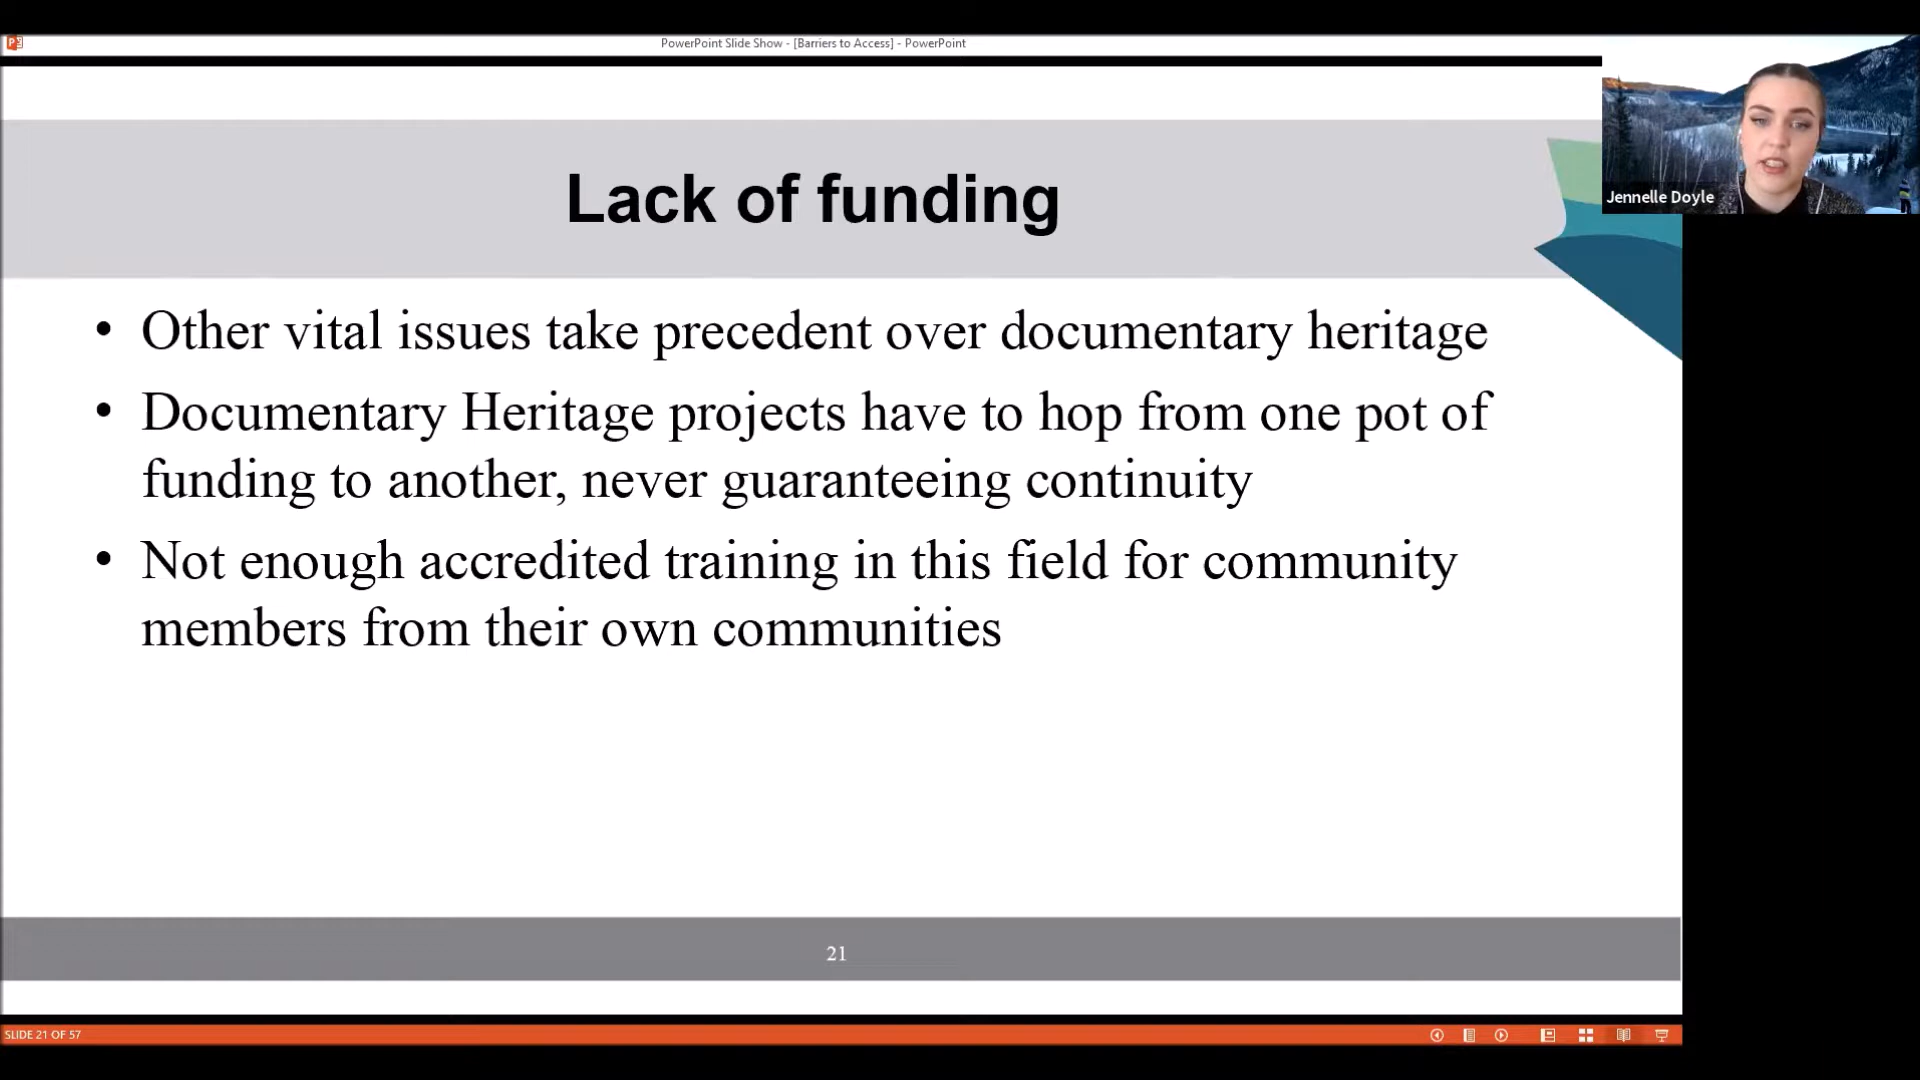 PowerPoint Slide Show - [Barriers to Access] - PowerPoint
Lack of funding
Jennelle Doyle
• Other vital issues take precedent over documentary heritage
• Documentary Heritage projects have to hop from one pot of
funding to another, never guaranteeing continuity
• Not enough accredited training in this field for community
members from their own communities
21
SLIDE 21 OF 57